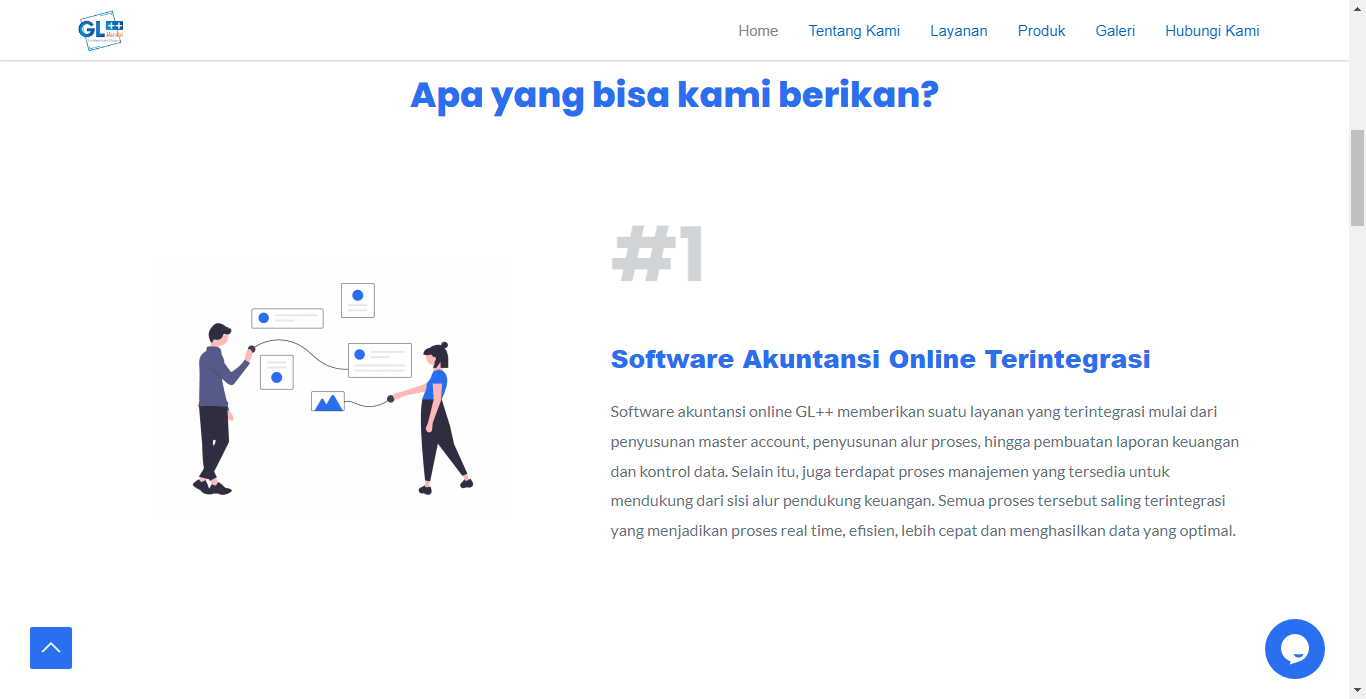 GL++
Home
Tentang Kami
Layanan
Produk
Galeri
Hubungi Kami
Apa yang bisa kami berikan?
#1
Software Akuntansi Online Terintegrasi
Software akuntansi online GL++ memberikan suatu layanan yang terintegrasi mulai dari
penyusunan master account, penyusunan alur proses, hingga pembuatan laporan keuangan
dan kontrol data. Selain itu, juga terdapat proses manajemen yang tersedia untuk
mendukung dari sisi alur pendukung keuangan. Semua proses tersebut saling terintegrasi
yang menjadikan proses real time, efisien, lebih cepat dan menghasilkan data yang optimal.